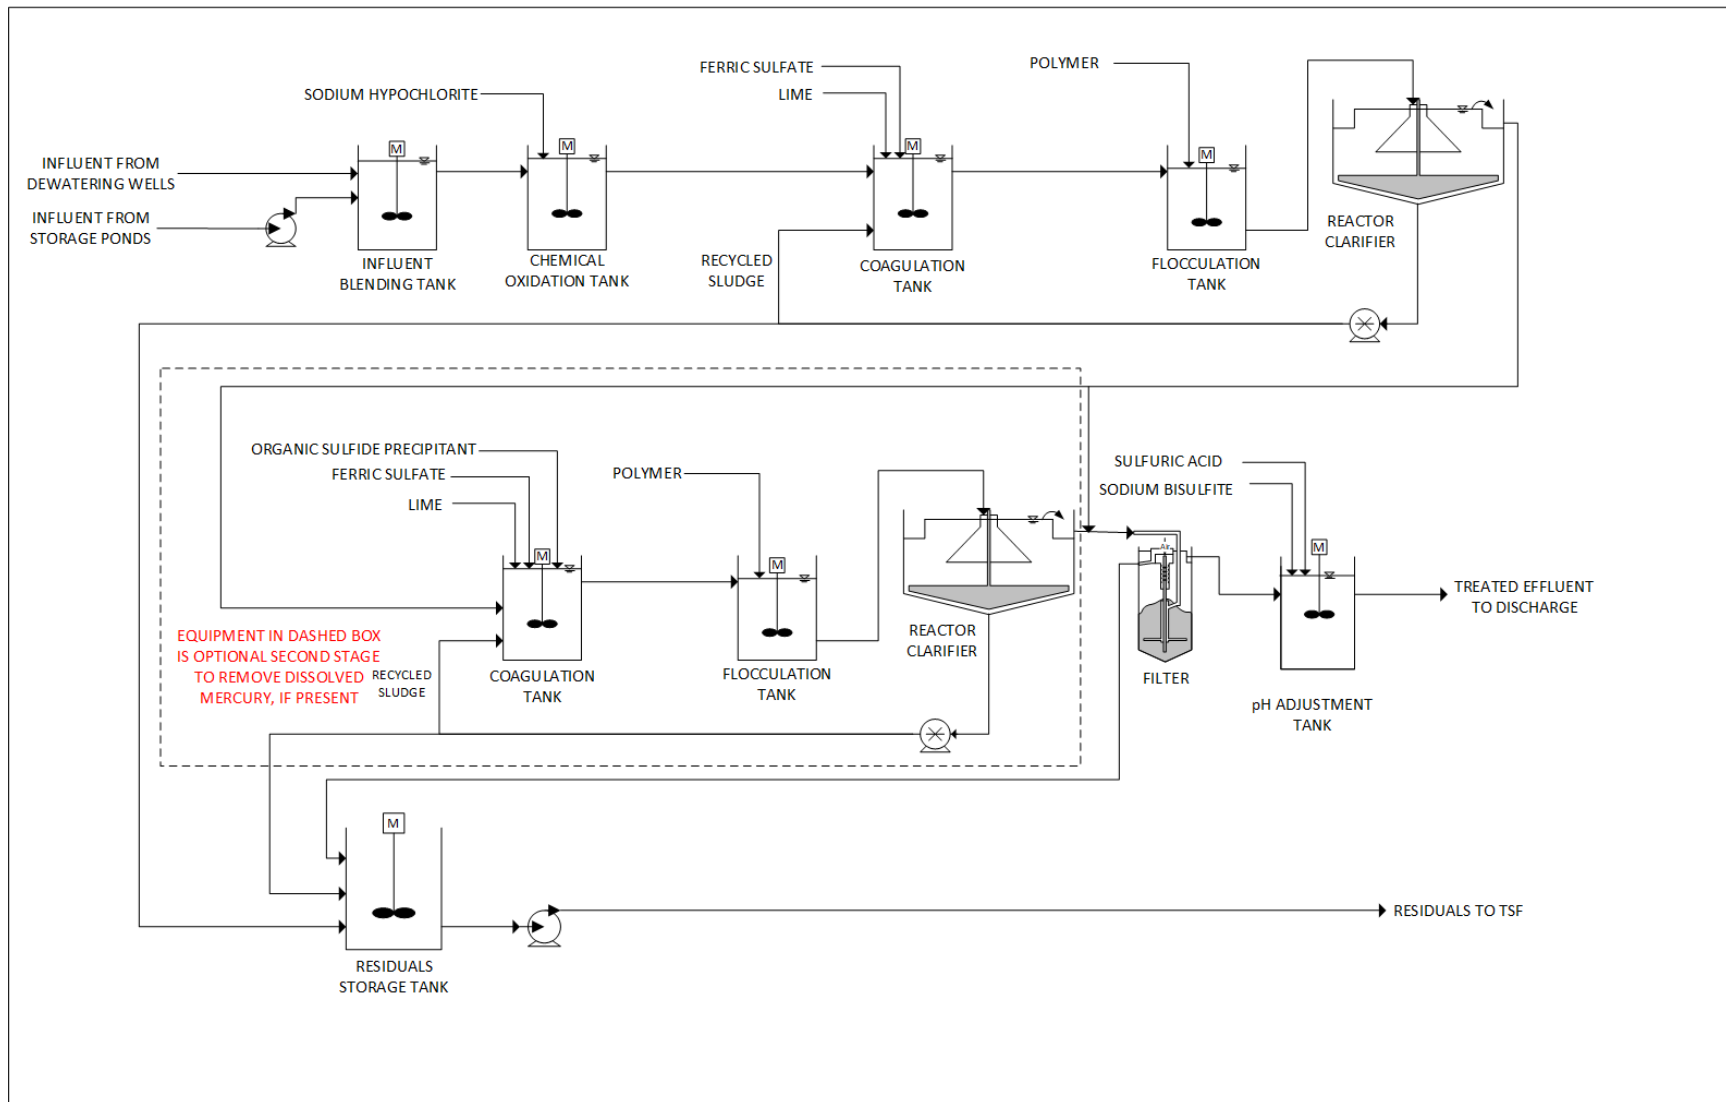 FERRIC SULFATE
LIME
POLYMER
SODIUM HYPOCHLORITE
M
M
M
M
INFLUENT FROM
DEWATERING WELLS
INFLUENT FROM
STORAGE PONDS
INFLUENT
BLENDING TANK
CHEMICAL
OXIDATION TANK
RECYCLED
SLUDGE
COAGULATION
TANK
FLOCCULATION
TANK
REACTOR
CLARIFIER
ORGANIC SULFIDE PRECIPITANT
FERRIC SULFATE
LIME
POLYMER
SULFURIC ACID
SODIUM BISULFITE
M
M
Air
M
EQUIPMENT IN DASHED BOX
IS OPTIONAL SECOND STAGE
TO REMOVE DISSOLVED
MERCURY, IF PRESENT
RECYCLED
SLUDGE
COAGULATION
TANK
FLOCCULATION
TANK
REACTOR
CLARIFIER
FILTER
pH ADJUSTMENT
TANK
TREATED EFFLUENT
TO DISCHARGE
M
RESIDUALS
STORAGE TANK
RESIDUALS TO TSF